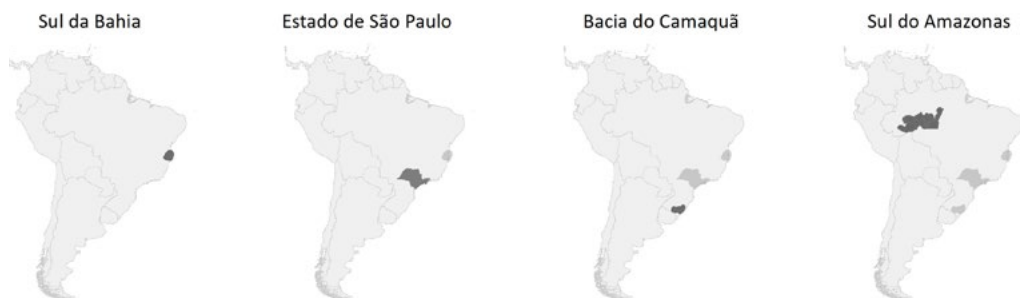 Sul da Bahia
Estado de São Paulo
Bacia do Camaquã
Sul do Amazonas